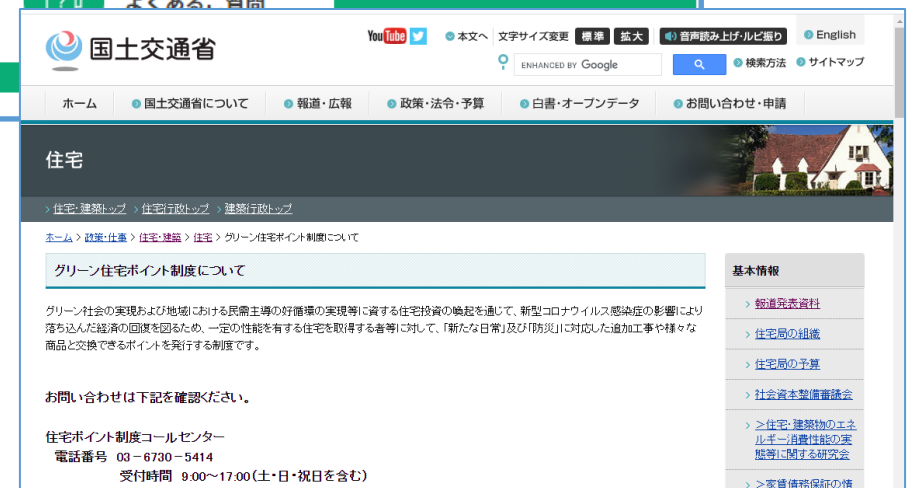 よくある
国土交通省
YouTube
本文へ
文字サイズ変更 標準 拡大
音声読み上げ・ルビ振り
English
ENHANCED BY Google
検索方法
サイトマップ
ホーム
国土交通省について
報道・広報
政策・法令・予算
白書・オープンデータ
お問い合わせ・申請
住宅
> 住宅・建築トップ > 住宅行政トップ > 建築行政トップ
ホーム > 政策・仕事 > 住宅・建築 > 住宅 > グリーン住宅ポイント制度について
グリーン住宅ポイント制度について
グリーン社会の実現および地域における民需主導の好循環の実現等に資する住宅投資の喚起を通じて、新型コロナウイルス感染症の影響により
落ち込んだ経済の回復を図るため、一定の性能を有する住宅を取得する者等に対して、「新たな日常」及び「防災」に対応した追加工事や様々な
商品と交換できるポイントを発行する制度です。
お問い合わせは下記を確認ください。
住宅ポイント制度コールセンター
電話番号 03-6730-5414
受付時間 9:00~17:00(土・日・祝日を含む)
基本情報
> 報道発表資料
> 住宅局の組織
> 住宅局の予算
> 社会資本整備審議会
> >住宅・建築物のエネ
ルギー消費性能の実
態等に関する研究会
> >家賃債務保証の情